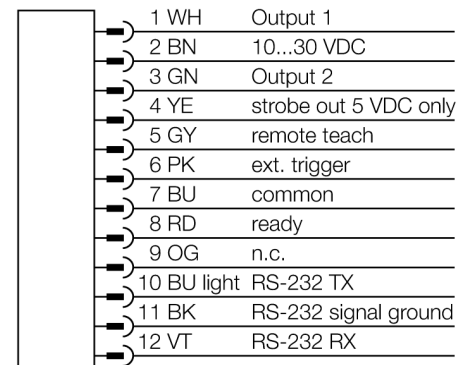 1 WH Output 1
2 BN 10...30 VDC
3 GN Output 2
4 YE strobe out 5 VDC only
5 GY remote teach
6 PK ext. trigger
7 BU common
8 RD ready
9 OG n.c.
10 BU light RS-232 TX
11 BK RS-232 signal ground
12 VT RS-232 RX